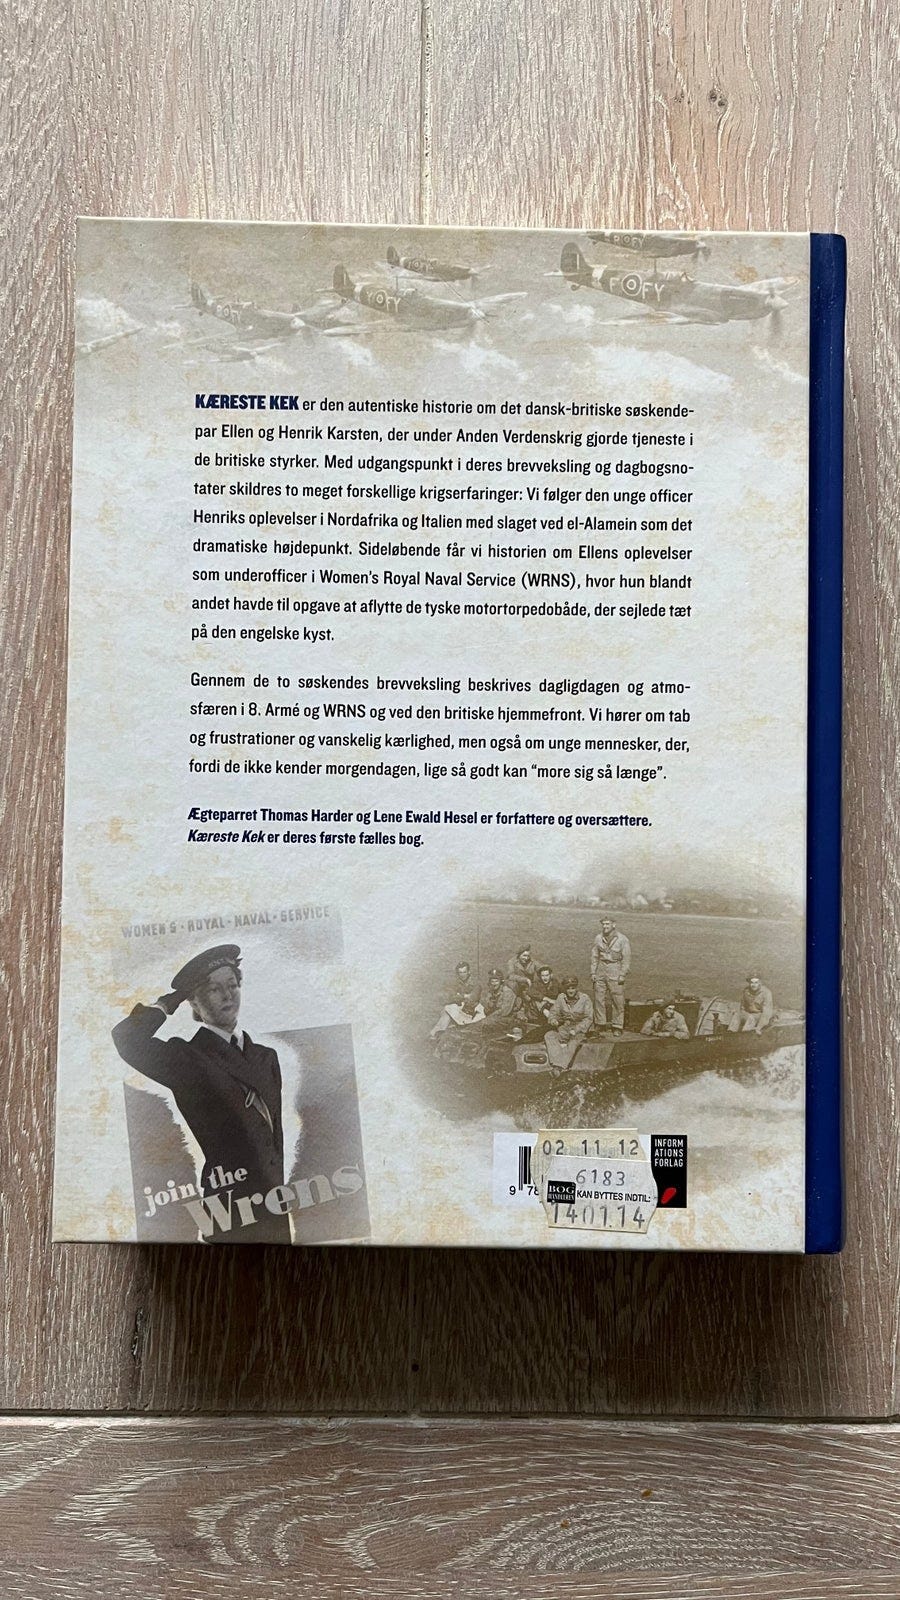 FY
Y FY
F FY
KÆRESTE KEK er den autentiske historie om det dansk-britiske søskende-
par Ellen og Henrik Karsten, der under Anden Verdenskrig gjorde tjeneste i
de britiske styrker. Med udgangspunkt i deres brevveksling og dagbogsno-
tater skildres to meget forskellige krigserfaringer: Vi følger den unge officer
Henriks oplevelser i Nordafrika og Italien med slaget ved el-Alamein som det
dramatiske højdepunkt. Sideløbende får vi historien om Ellens oplevelser
som underofficer i Women's Royal Naval Service (WRNS), hvor hun blandt
andet havde til opgave at aflytte de tyske motortorpedobåde, der sejlede tæt
på den engelske kyst.
Gennem de to søskendes brevveksling beskrives dagligdagen og atmo-
sfæren i 8. Armé og WRNS og ved den britiske hjemmefront. Vi hører om tab
og frustrationer og vanskelig kærlighed, men også om unge mennesker, der,
fordi de ikke kender morgendagen, lige så godt kan "more sig så længe".
Ægteparret Thomas Harder og Lene Ewald Hesel er forfattere og oversættere.
Kæreste Kek er deres første fælles bog.
WOMEN'S · ROYAL · NAVAL · SERVICE
join the
Wrens
02 11 12
6183
BOG
HANDLEREN
KAN BYTTES INDTIL:
14.01.14
9 78
INFORM
ATIONS
FORLAG